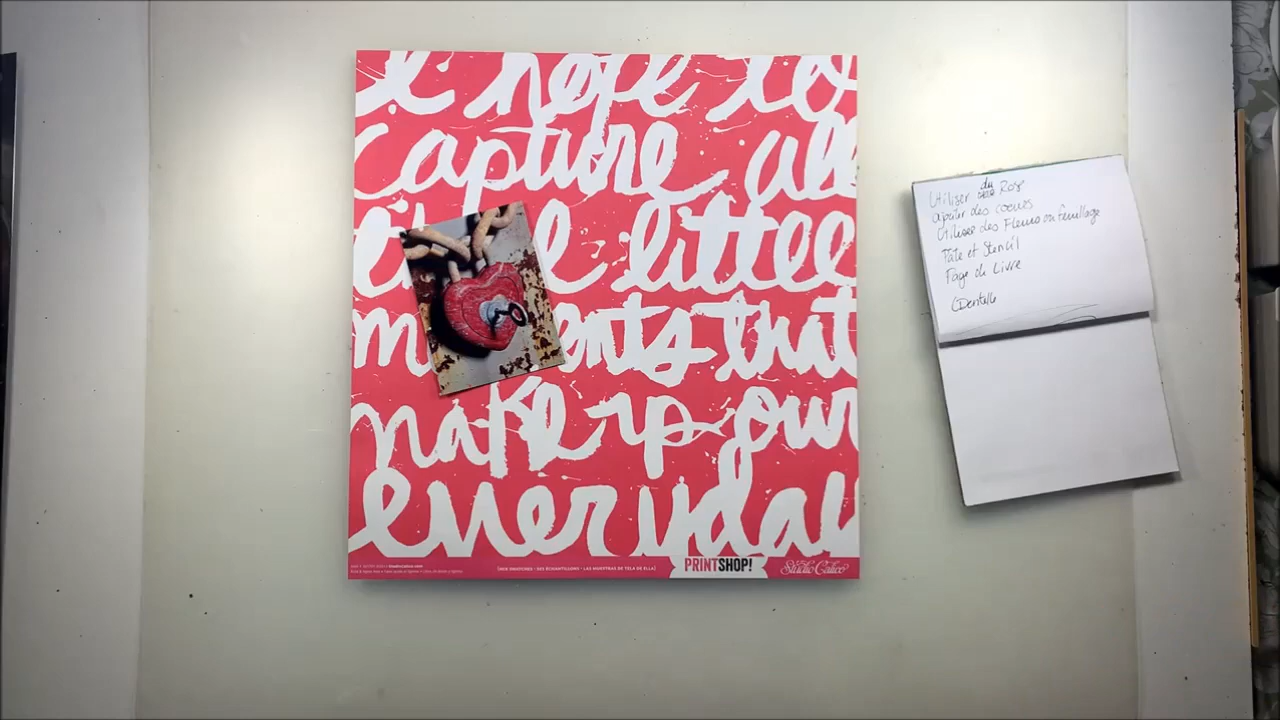 I hope to
capture all
the little
moments that
make up our
everyday
PRINTSHOP!
Studio Calico
Utiliser du Rose
ajouter des coeurs
Utiliser des Fleurs ou feuillage
Pâte et Stencil
Page de Livre
Dentelle